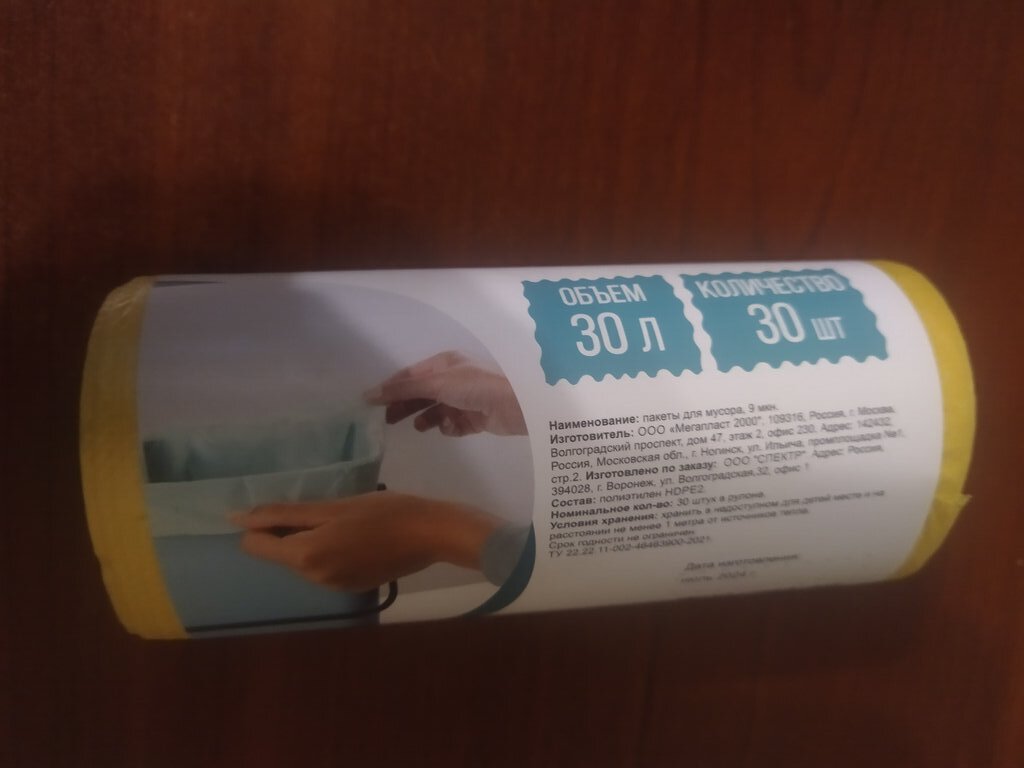 ОБЪЕМ
30 Л
КОЛИЧЕСТВО
30 ШТ
Наименование: пакеты для мусора, 9 мкн.
Изготовитель: ООО «Мегапласт 2000", 109316, Россия, г. Москва,
Волгоградский проспект, дом 47, этаж 2, офис 230. Адрес: 142432,
Россия, Московская обл., г. Ногинск, ул. Ильича, промплощадка №1,
стр.2. Изготовлено по заказу: ООО "СПЕКТР" Адрес: Россия,
394028, г. Воронеж, ул. Волгоградская,32, офис 1
Состав: полиэтилен HDPE2.
Номинальное кол-во: 30 штук в рулоне.
Условия хранения: хранить в недоступном для детей месте и на
расстоянии не менее 1 метра от источников тепла.
Срок годности не ограничен
ТУ 22.22.11-002-46463900-2021.
Дата изготовления:
июль 2024 г.